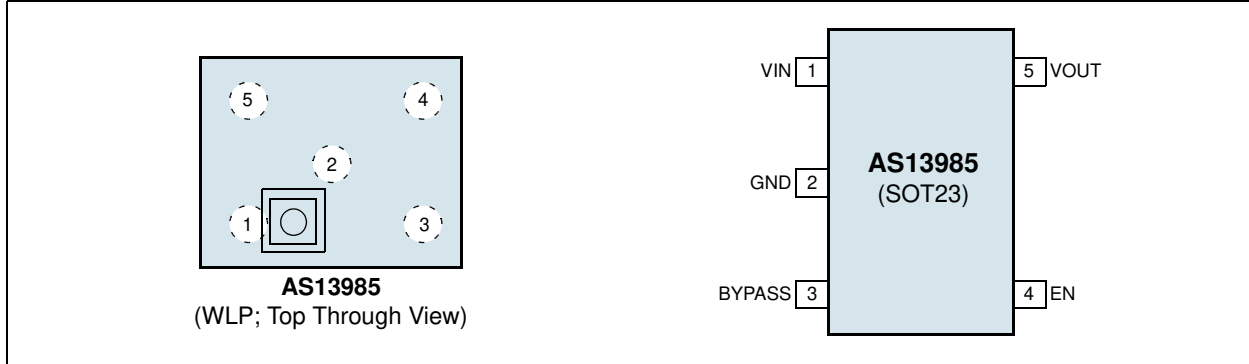 5
4
2
1
3
AS13985
(WLP; Top Through View)
VIN 1
5 VOUT
AS13985
(SOT23)
GND 2
BYPASS 3
4 EN